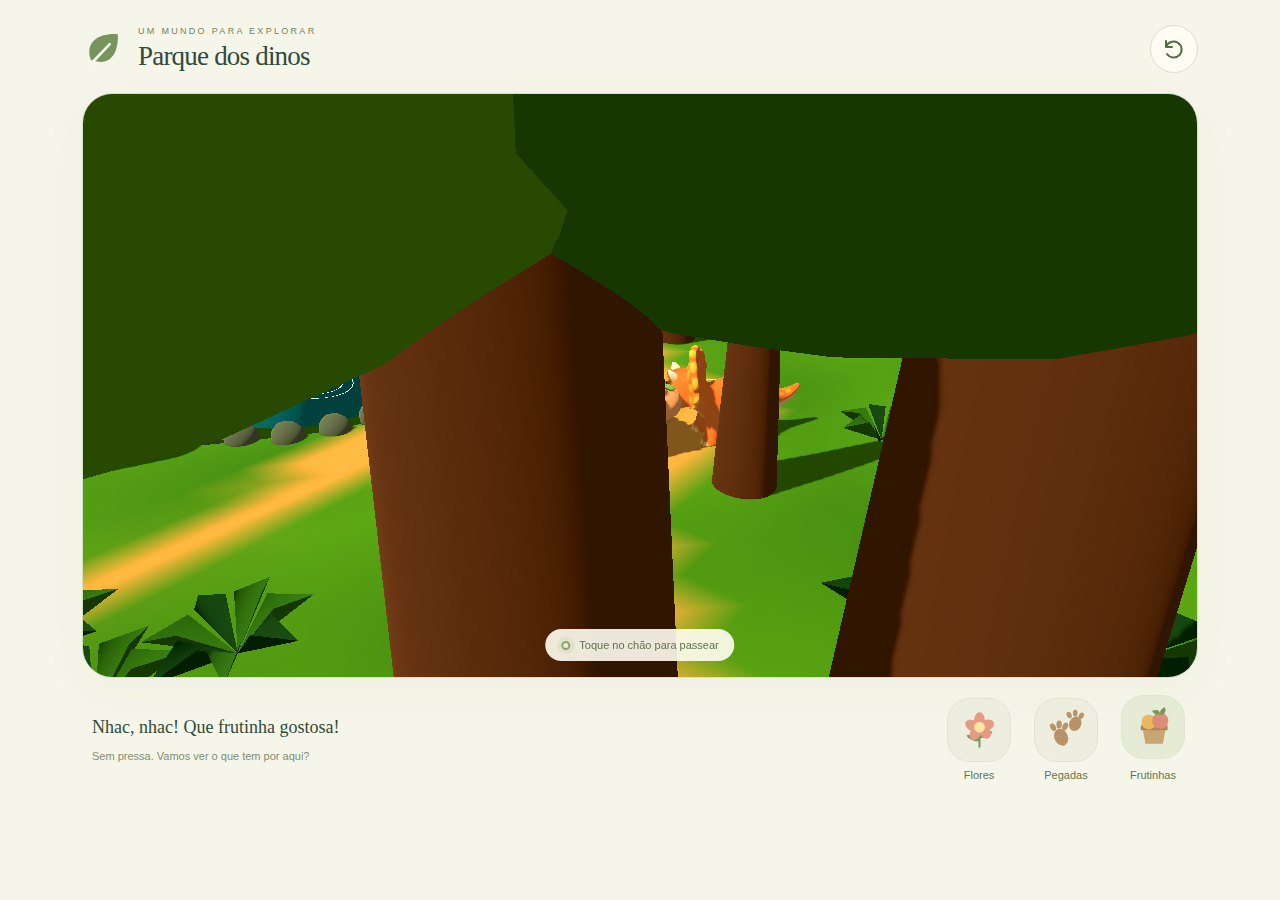 UM MUNDO PARA EXPLORAR
Parque dos dinos
Toque no chão para passear
Nhac, nhac! Que frutinha gostosa!
Sem pressa. Vamos ver o que tem por aqui?
Flores
Pegadas
Frutinhas